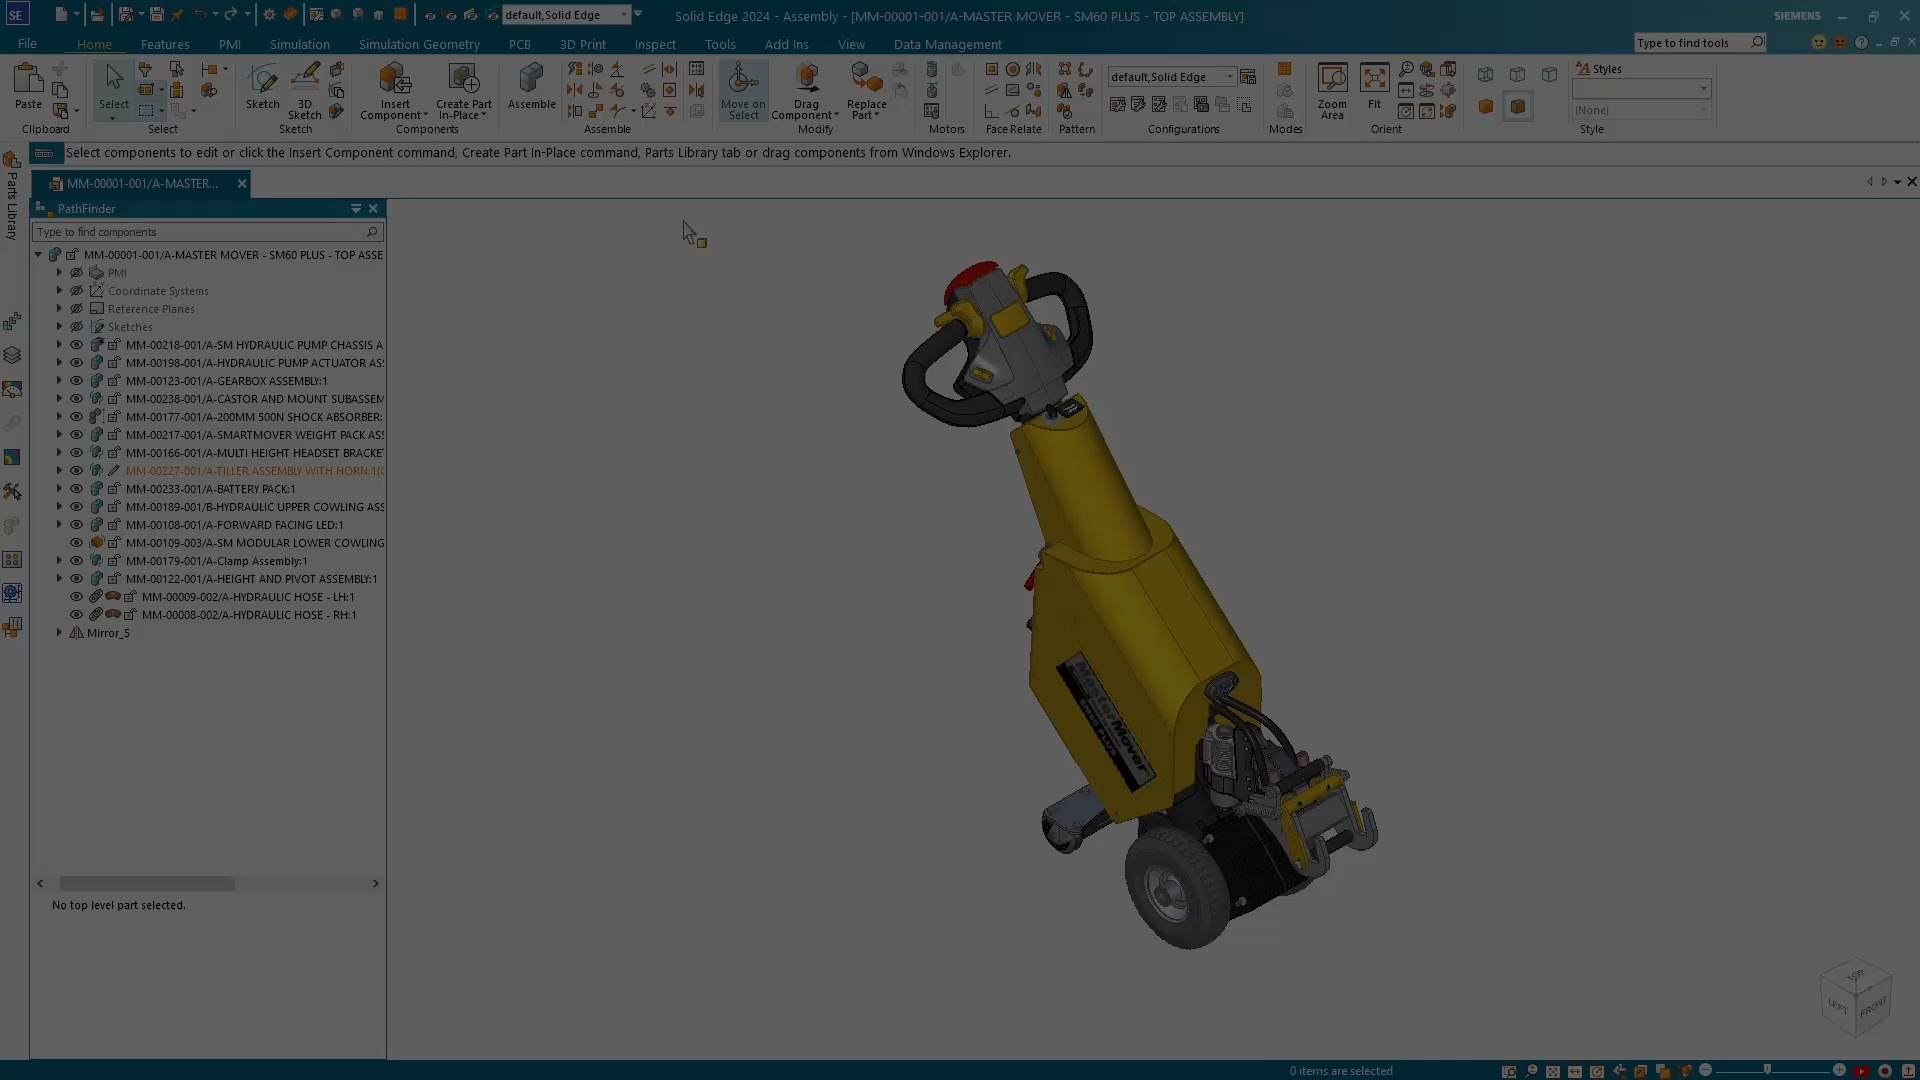 SE
default,Solid Edge
Solid Edge 2024 - Assembly - [MM-00001-001/A-MASTER MOVER - SM60 PLUS - TOP ASSEMBLY]
SIEMENS
File
Home
Features
PMI
Simulation
Simulation Geometry
PCB
3D Print
Inspect
Tools
Add Ins
View
Data Management
Type to find tools
Paste
Clipboard
Select
Select
Sketch
3D Sketch
Sketch
Insert Component
Create Part In-Place
Components
Assemble
Assemble
Move on Select
Drag Component
Replace Part
Modify
Motors
Face Relate
Pattern
default,Solid Edge
Configurations
Modes
Zoom Area
Fit
Orient
Styles
(None)
Style
Select components to edit or click the Insert Component command, Create Part In-Place command, Parts Library tab or drag components from Windows Explorer.
Parts Library
MM-00001-001/A-MASTER...
PathFinder
Type to find components
MM-00001-001/A-MASTER MOVER - SM60 PLUS - TOP ASSE
PMI
Coordinate Systems
Reference Planes
Sketches
MM-00218-001/A-SM HYDRAULIC PUMP CHASSIS A
MM-00198-001/A-HYDRAULIC PUMP ACTUATOR AS
MM-00123-001/A-GEARBOX ASSEMBLY:1
MM-00238-001/A-CASTOR AND MOUNT SUBASSEM
MM-00177-001/A-200MM 500N SHOCK ABSORBER:
MM-00217-001/A-SMARTMOVER WEIGHT PACK ASS
MM-00166-001/A-MULTI HEIGHT HEADSET BRACKET
MM-00227-001/A-TILLER ASSEMBLY WITH HORN:1(
MM-00233-001/A-BATTERY PACK:1
MM-00189-001/B-HYDRAULIC UPPER COWLING ASS
MM-00108-001/A-FORWARD FACING LED:1
MM-00109-003/A-SM MODULAR LOWER COWLING
MM-00179-001/A-Clamp Assembly:1
MM-00122-001/A-HEIGHT AND PIVOT ASSEMBLY:1
MM-00009-002/A-HYDRAULIC HOSE - LH:1
MM-00008-002/A-HYDRAULIC HOSE - RH:1
Mirror_5
No top level part selected.
MasterMover
SM60 PLUS
TOP
LEFT
FRONT
0 items are selected